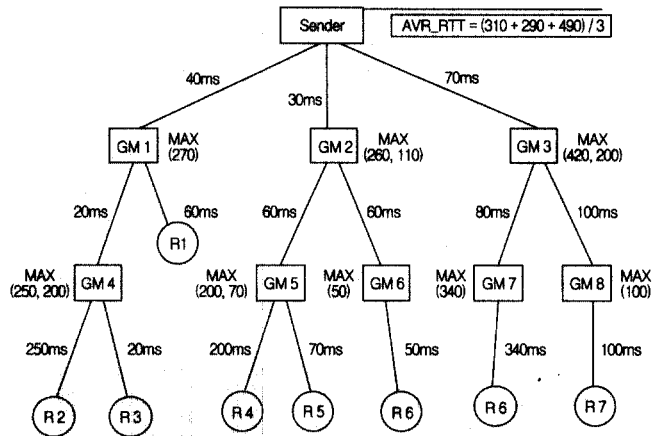 Sender
AVR_RTT = (310 + 290 + 490) / 3
40ms
30ms
70ms
GM 1
MAX
(270)
GM 2
MAX
(260, 110)
GM 3
MAX
(420, 200)
20ms
60ms
60ms
60ms
80ms
100ms
R1
MAX
(250, 200)
GM 4
MAX
(200, 70)
GM 5
MAX
(50)
GM 6
MAX
(340)
GM 7
GM 8
MAX
(100)
250ms
20ms
200ms
70ms
50ms
340ms
100ms
R 2
R 3
R 4
R 5
R 6
R 6
R 7